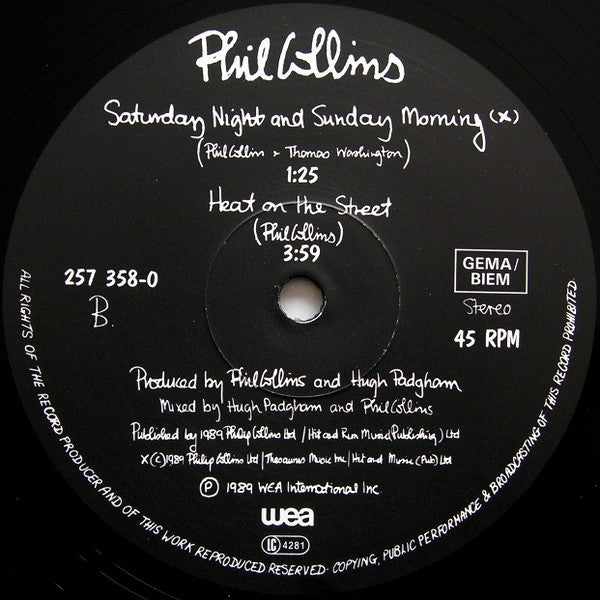 Phil Collins
Saturday Night and Sunday Morning (x)
(Phil Collins & Thomas Washington)
1:25
Heat on the Street
(Phil Collins)
3:59
257 358-0
B.
GEMA/
BIEM
Stereo
45 RPM
Produced by Phil Collins and Hugh Padgham
Mixed by Hugh Padgham and Phil Collins
Published by 1989 Philip Collins Ltd / Hit and Run Music (Publishing) Ltd
X (C) 1989 Philip Collins Ltd / Thesaurus Music Inc / Hit and Music (Pub) Ltd
Ⓟ 1989 WEA International Inc
wea
LC 4281
ALL RIGHTS OF THE RECORD PRODUCER AND OF THIS WORK REPRODUCED RESERVED · COPYING, PUBLIC PERFORMANCE & BROADCASTING OF THIS RECORD PROHIBITED